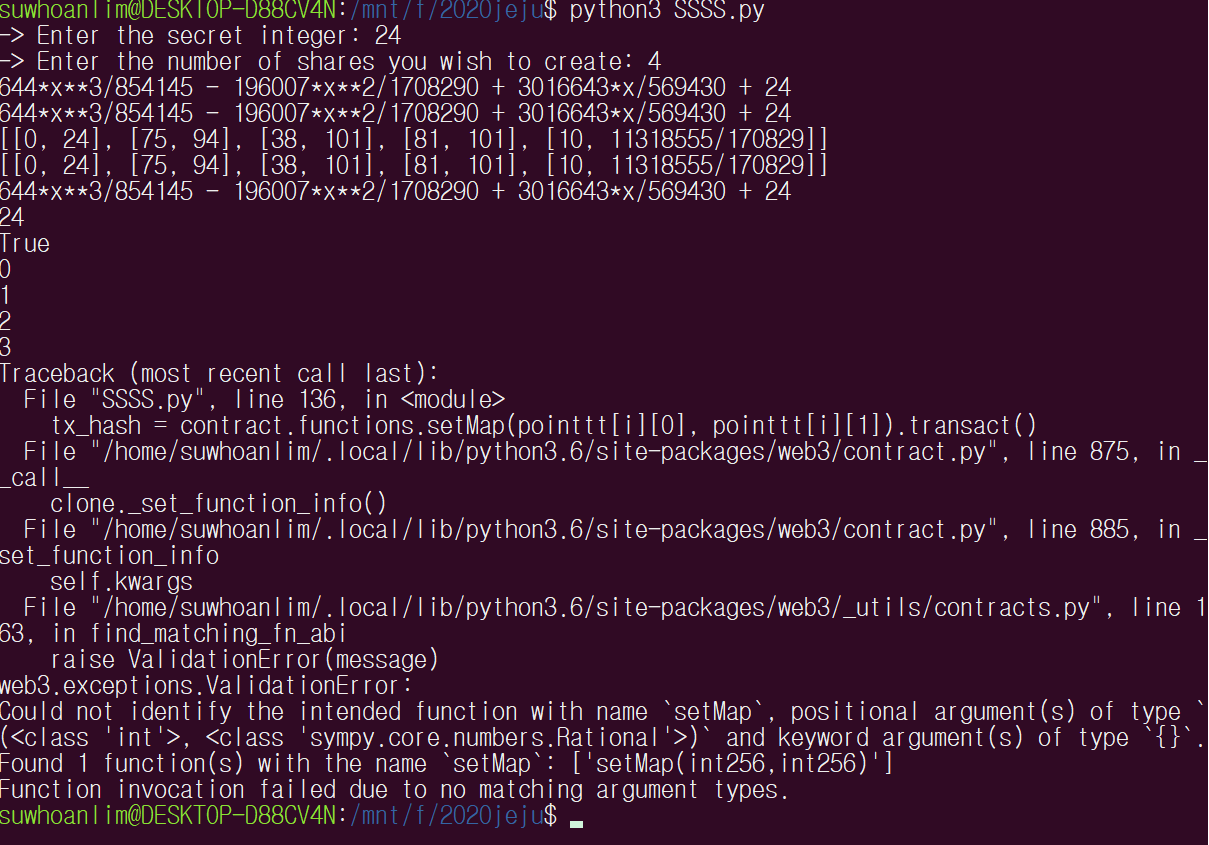 suwhoanlim@DESKTOP-D88CV4N:/mnt/f/2020jeju$ python3 SSSS.py
-> Enter the secret integer: 24
-> Enter the number of shares you wish to create: 4
644*x**3/854145 - 196007*x**2/1708290 + 3016643*x/569430 + 24
644*x**3/854145 - 196007*x**2/1708290 + 3016643*x/569430 + 24
[[0, 24], [75, 94], [38, 101], [81, 101], [10, 11318555/170829]]
[[0, 24], [75, 94], [38, 101], [81, 101], [10, 11318555/170829]]
644*x**3/854145 - 196007*x**2/1708290 + 3016643*x/569430 + 24
24
True
0
1
2
3
Traceback (most recent call last):
  File "SSSS.py", line 136, in <module>
    tx_hash = contract.functions.setMap(pointtt[i][0], pointtt[i][1]).transact()
  File "/home/suwhoanlim/.local/lib/python3.6/site-packages/web3/contract.py", line 875, in _
_call__
    clone._set_function_info()
  File "/home/suwhoanlim/.local/lib/python3.6/site-packages/web3/contract.py", line 885, in _
set_function_info
    self.kwargs
  File "/home/suwhoanlim/.local/lib/python3.6/site-packages/web3/_utils/contracts.py", line 1
63, in find_matching_fn_abi
    raise ValidationError(message)
web3.exceptions.ValidationError:
Could not identify the intended function with name `setMap`, positional argument(s) of type `
(<class 'int'>, <class 'sympy.core.numbers.Rational'>)` and keyword argument(s) of type `{}`.
Found 1 function(s) with the name `setMap`: ['setMap(int256,int256)']
Function invocation failed due to no matching argument types.
suwhoanlim@DESKTOP-D88CV4N:/mnt/f/2020jeju$